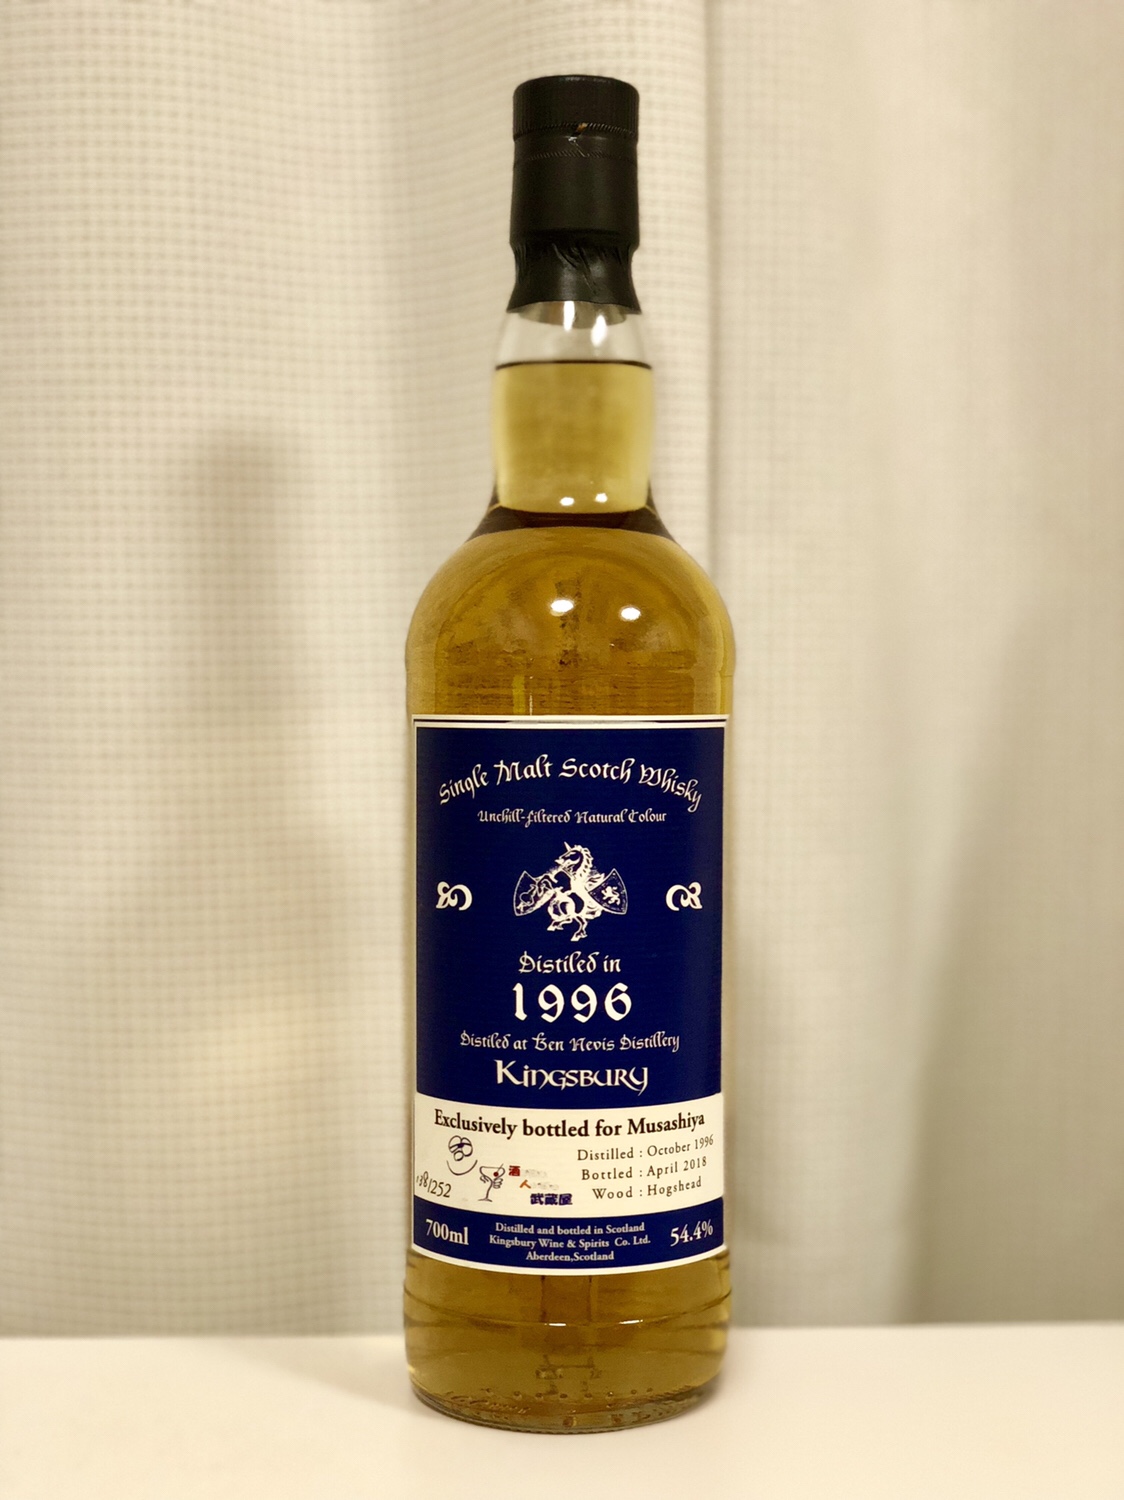 Single Malt Scotch Whisky
Unchill-filtered Natural Colour
Distiled in
1996
Distiled at Ben Nevis Distillery
Kingsbury
Exclusively bottled for Musashiya
Distilled : October 1996
Bottled : April 2018
Wood : Hogshead
/252
酒
人
武蔵屋
700ml
Distilled and bottled in Scotland
Kingsbury Wine & Spirits Co. Ltd.
Aberdeen,Scotland
54.4%